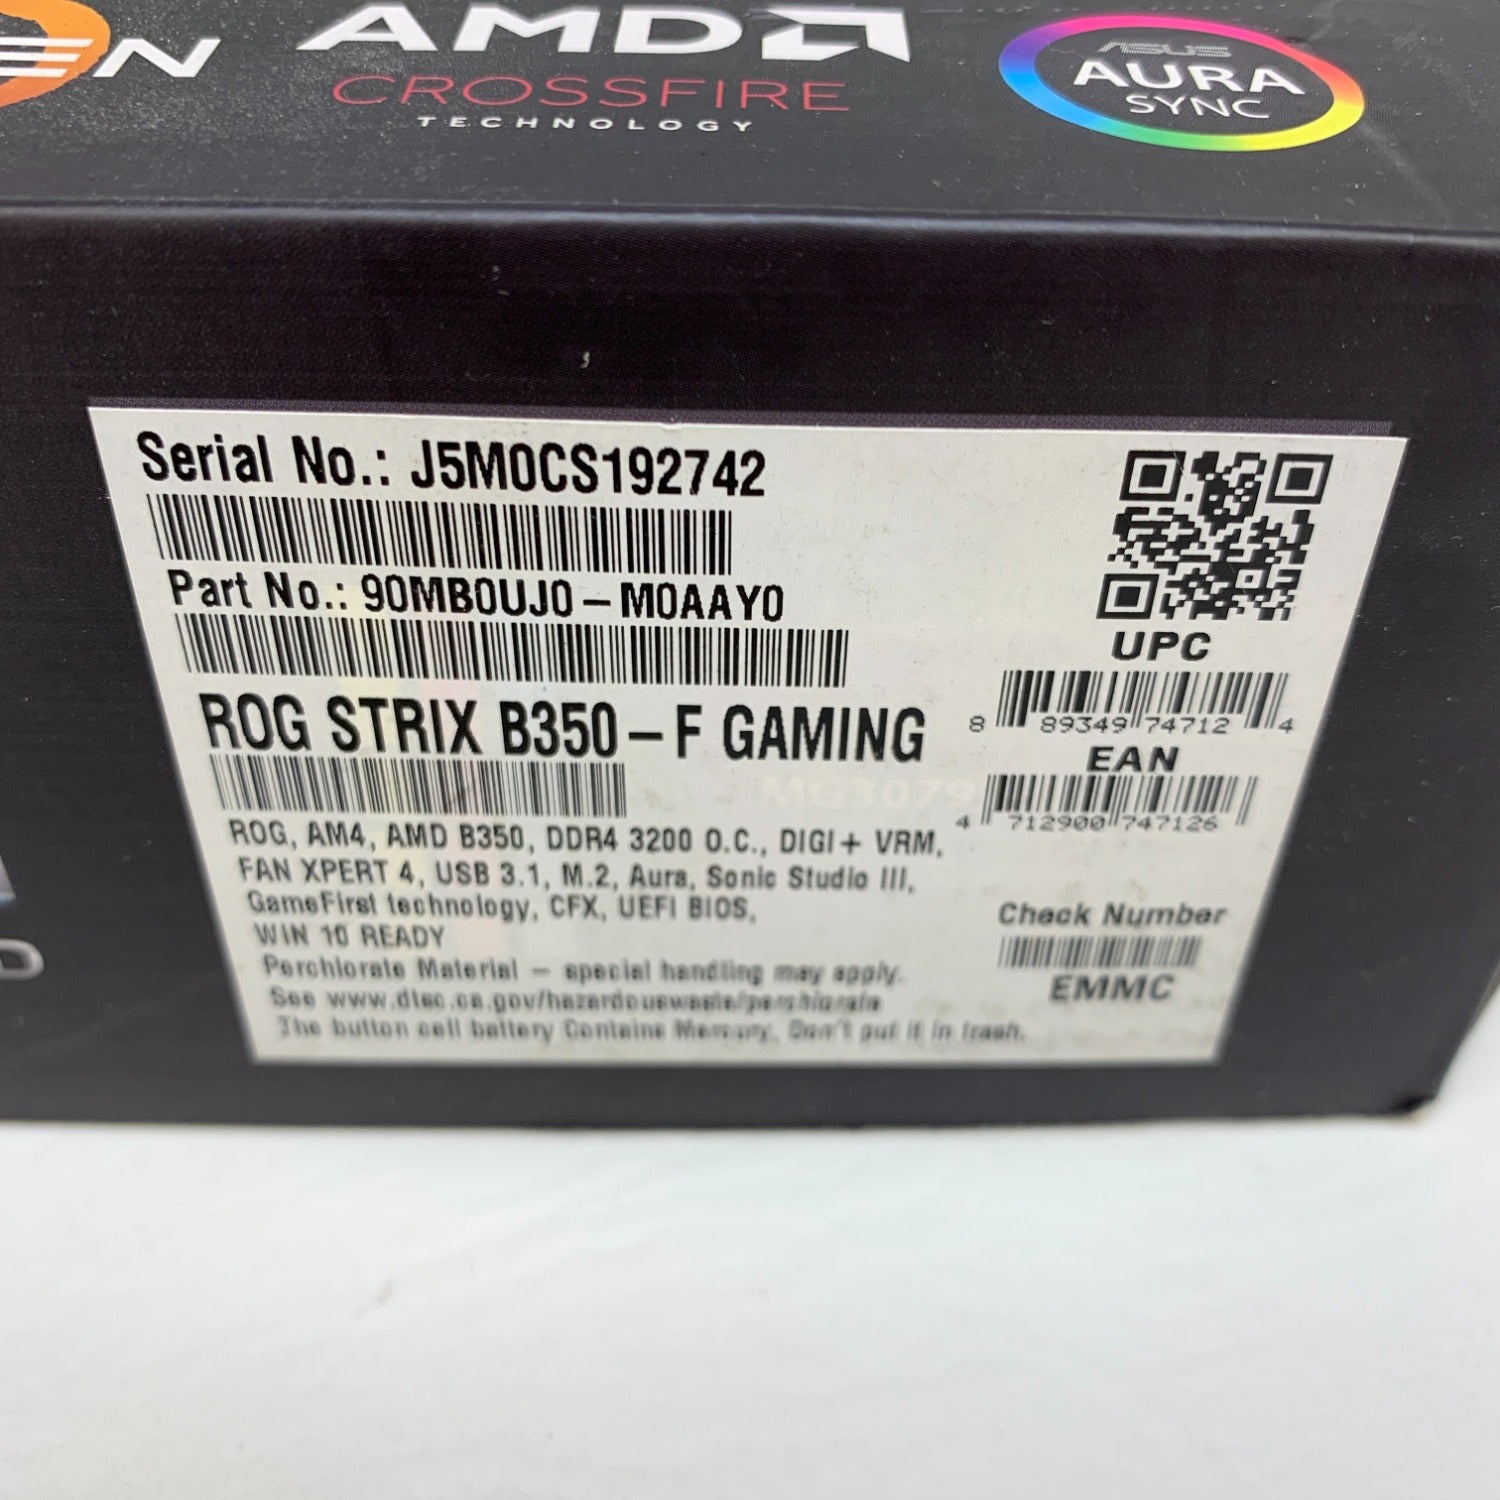 AMD
CROSSFIRE
TECHNOLOGY
ASUS
AURA
SYNC
Serial No.: J5M0CS192742
Part No.: 90MB0UJ0-M0AAY0
ROG STRIX B350-F GAMING
ROG, AM4, AMD B350, DDR4 3200 O.C., DIGI+ VRM,
FAN XPERT 4, USB 3.1, M.2, Aura, Sonic Studio III,
GameFirst technology, CFX, UEFI BIOS,
WIN 10 READY
Perchlorate Material - special handling may apply.
See www.dtsc.ca.gov/hazardouswaste/perchlorate
The button cell battery Contains Mercury, Don't put it in trash.
UPC
8 89349 74712 4
EAN
4 712900 747126
Check Number
EMMC